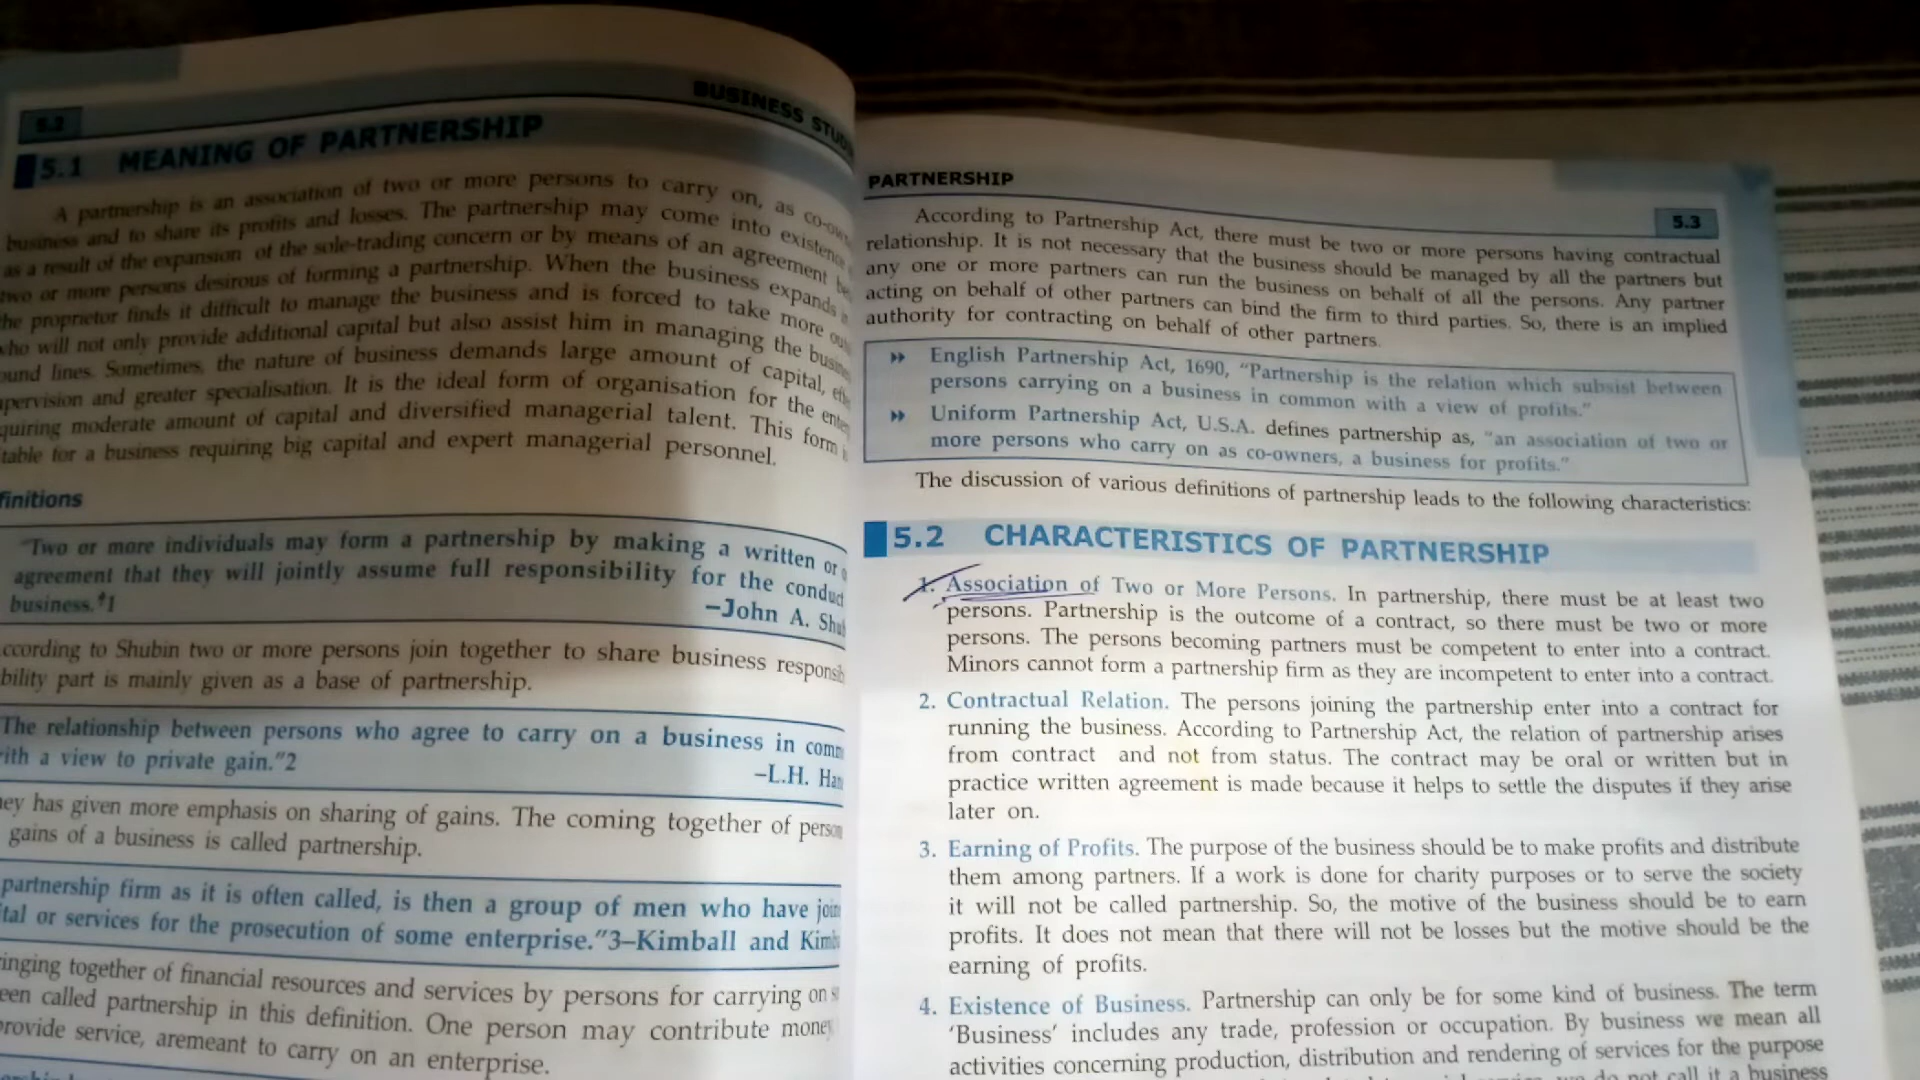 5.2
BUSINESS
5.1 MEANING OF PARTNERSHIP
A partnership is an association of two or more persons to carry on, as
business and to share its profits and losses. The partnership may come into existence
as a result of the expansion of the sole-trading concern or by means of an agreement
two or more persons desirous of forming a partnership. When the business expands
the proprietor finds it difficult to manage the business and is forced to take more
who will not only provide additional capital but also assist him in managing the
lines. Sometimes, the nature of business demands large amount of capital,
and greater specialisation. It is the ideal form of organisation for the
moderate amount of capital and diversified managerial talent. This form
for a business requiring big capital and expert managerial personnel.
finitions
"Two or more individuals may form a partnership by making a written or
agreement that they will jointly assume full responsibility for the conduct
business."1
–John A.
ccording to Shubin two or more persons join together to share business
bility part is mainly given as a base of partnership.
The relationship between persons who agree to carry on a business in
ith a view to private gain."2
–L.H.
ey has given more emphasis on sharing of gains. The coming together of
gains of a business is called partnership.
partnership firm as it is often called, is then a group of men who have
tal or services for the prosecution of some enterprise."3–Kimball and
inging together of financial resources and services by persons for carrying on
een called partnership in this definition. One person may contribute money
rovide service, aremeant to carry on an enterprise.
PARTNERSHIP
5.3
According to Partnership Act, there must be two or more persons having contractual
relationship. It is not necessary that the business should be managed by all the partners but
any one or more partners can run the business on behalf of all the persons. Any partner
acting on behalf of other partners can bind the firm to third parties. So, there is an implied
authority for contracting on behalf of other partners.
English Partnership Act, 1690, "Partnership is the relation which subsist between
persons carrying on a business in common with a view of profits."
Uniform Partnership Act, U.S.A. defines partnership as, "an association of two or
more persons who carry on as co-owners, a business for profits."
The discussion of various definitions of partnership leads to the following characteristics:
5.2 CHARACTERISTICS OF PARTNERSHIP
1. Association of Two or More Persons. In partnership, there must be at least two
persons. Partnership is the outcome of a contract, so there must be two or more
persons. The persons becoming partners must be competent to enter into a contract.
Minors cannot form a partnership firm as they are incompetent to enter into a contract.
2. Contractual Relation. The persons joining the partnership enter into a contract for
running the business. According to Partnership Act, the relation of partnership arises
from contract and not from status. The contract may be oral or written but in
practice written agreement is made because it helps to settle the disputes if they arise
later on.
3. Earning of Profits. The purpose of the business should be to make profits and distribute
them among partners. If a work is done for charity purposes or to serve the society
it will not be called partnership. So, the motive of the business should be to earn
profits. It does not mean that there will not be losses but the motive should be the
earning of profits.
4. Existence of Business. Partnership can only be for some kind of business. The term
'Business' includes any trade, profession or occupation. By business we mean all
activities concerning production, distribution and rendering of services for the purpose
do not call it a business